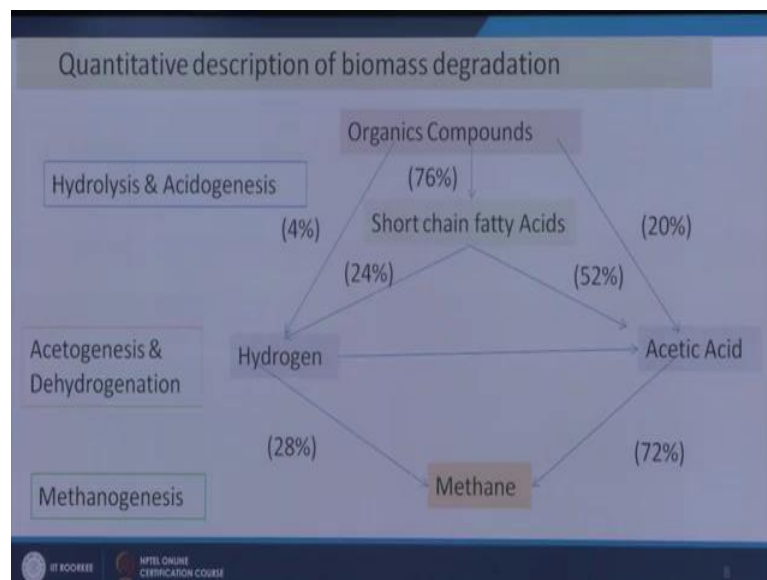 Quantitative description of biomass degradation
Organics Compounds
Hydrolysis & Acidogenesis
(76%)
Short chain fatty Acids
(4%)
(20%)
(24%)
(52%)
Acetogenesis &
Dehydrogenation
Hydrogen
Acetic Acid
(28%)
(72%)
Methanogenesis
Methane
IIT ROORKEE
NPTEL ONLINE
CERTIFICATION COURSE
8